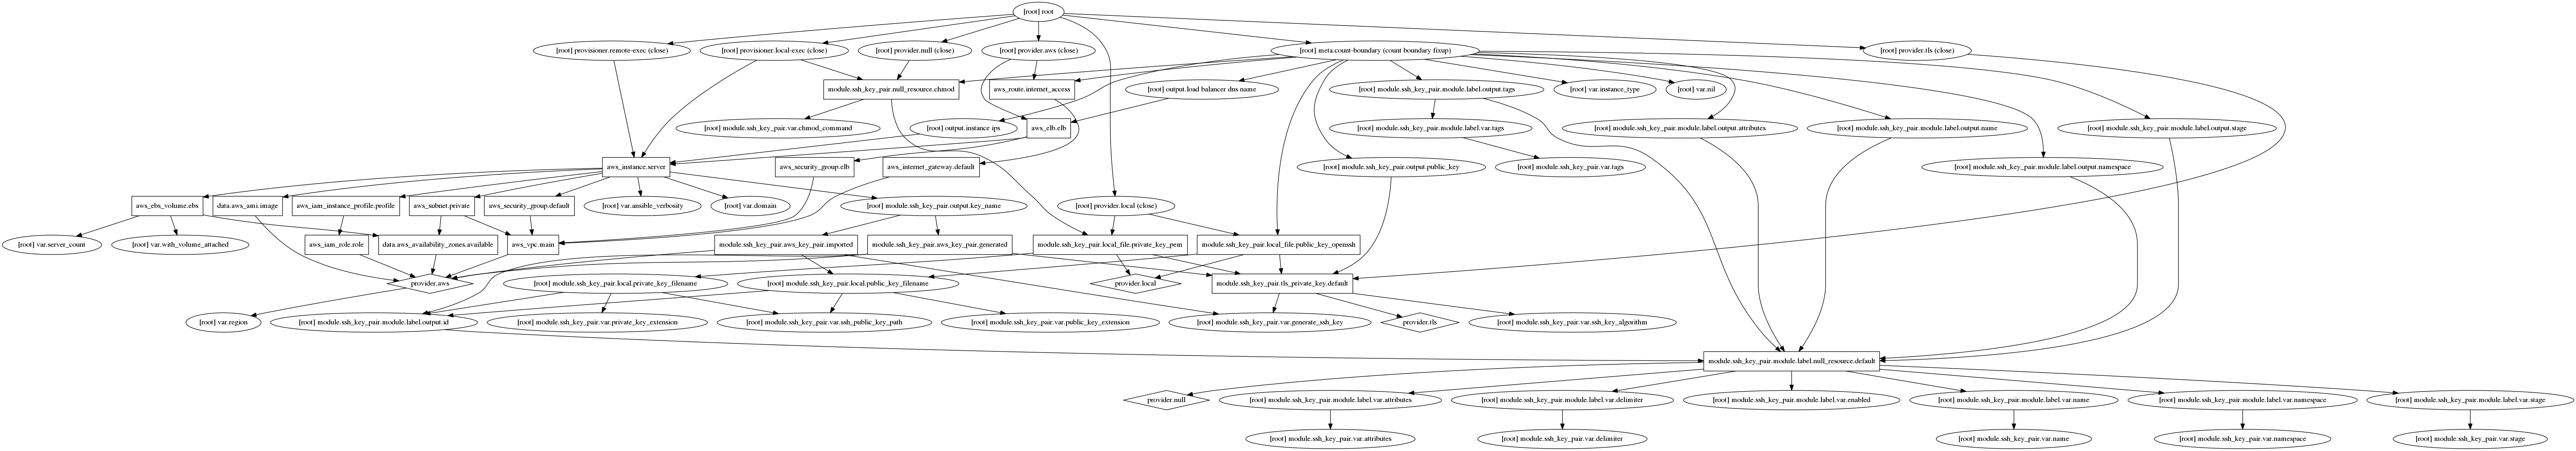 [root] root
[root] provisioner.remote-exec (close)
[root] provisioner.local-exec (close)
[root] provider.null (close)
[root] provider.aws (close)
[root] meta.count-boundary (count boundary fixup)
[root] provider.tls (close)
module.ssh_key_pair.null_resource.chmod
aws_route.internet_access
[root] output.load balancer dns name
[root] module.ssh_key_pair.module.label.output.tags
[root] var.instance_type
[root] var.nil
[root] module.ssh_key_pair.var.chmod_command
[root] output.instance ips
aws_elb.elb
[root] module.ssh_key_pair.module.label.var.tags
[root] module.ssh_key_pair.module.label.output.attributes
[root] module.ssh_key_pair.module.label.output.name
[root] module.ssh_key_pair.module.label.output.stage
aws_instance.server
aws_security_group.elb
aws_internet_gateway.default
[root] module.ssh_key_pair.output.public_key
[root] module.ssh_key_pair.var.tags
[root] module.ssh_key_pair.module.label.output.namespace
aws_ebs_volume.ebs
data.aws_ami.image
aws_iam_instance_profile.profile
aws_subnet.private
aws_security_group.default
[root] var.ansible_verbosity
[root] var.domain
[root] module.ssh_key_pair.output.key_name
[root] provider.local (close)
[root] var.server_count
[root] var.with_volume_attached
aws_iam_role.role
data.aws_availability_zones.available
aws_vpc.main
module.ssh_key_pair.aws_key_pair.imported
module.ssh_key_pair.aws_key_pair.generated
module.ssh_key_pair.local_file.private_key_pem
module.ssh_key_pair.local_file.public_key_openssh
provider.aws
[root] module.ssh_key_pair.local.private_key_filename
[root] module.ssh_key_pair.local.public_key_filename
provider.local
module.ssh_key_pair.tls_private_key.default
[root] var.region
[root] module.ssh_key_pair.module.label.output.id
[root] module.ssh_key_pair.var.private_key_extension
[root] module.ssh_key_pair.var.ssh_public_key_path
[root] module.ssh_key_pair.var.public_key_extension
[root] module.ssh_key_pair.var.generate_ssh_key
provider.tls
[root] module.ssh_key_pair.var.ssh_algorithm
module.ssh_key_pair.module.label.null_resource.default
provider.null
[root] module.ssh_key_pair.module.label.var.attributes
[root] module.ssh_key_pair.module.label.var.delimiter
[root] module.ssh_key_pair.module.label.var.enabled
[root] module.ssh_key_pair.module.label.var.name
[root] module.ssh_key_pair.module.label.var.namespace
[root] module.ssh_key_pair.module.label.var.stage
[root] module.ssh_key_pair.var.attributes
[root] module.ssh_key_pair.var.delimiter
[root] module.ssh_key_pair.var.name
[root] module.ssh_key_pair.var.namespace
[root] module.ssh_key_pair.var.stage